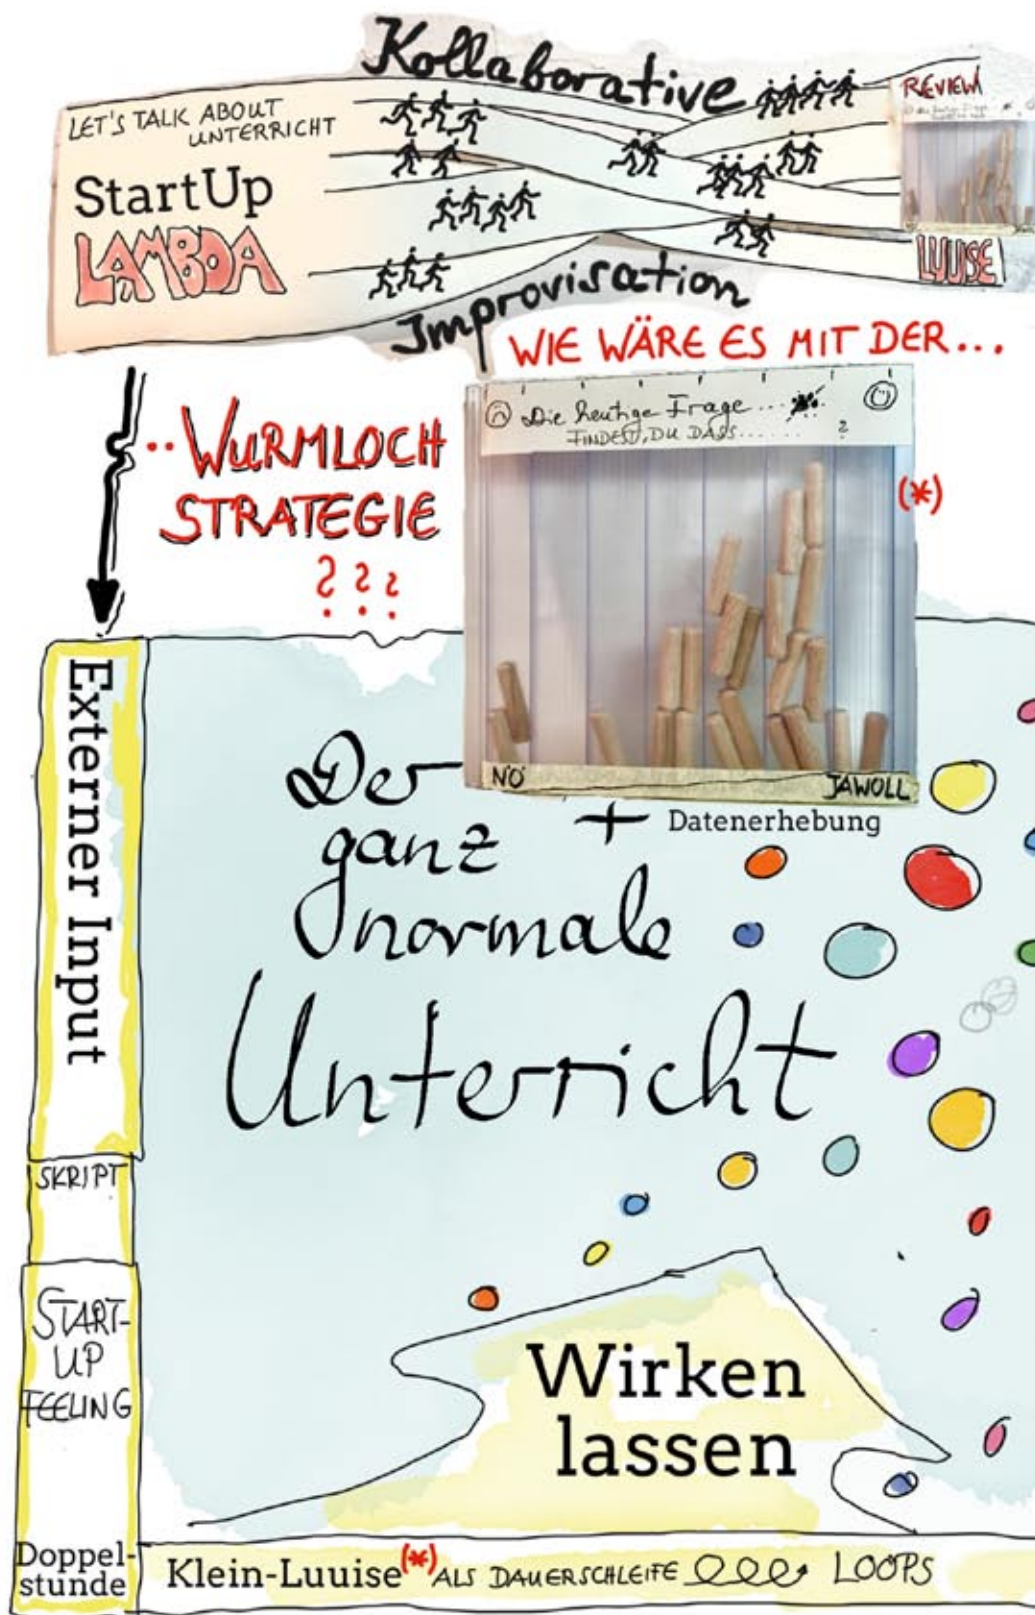 Kollaborative
LET'S TALK ABOUT
UNTERRICHT
StartUp
LAMBDA
REVIEW
LUUISE
Improvisation
WIE WÄRE ES MIT DER...
..WURMLOCH
STRATEGIE
???
Die heutige Frage....
FINDEST DU DASS...... ?
(*)
NÖ
JAWOLL
+ Datenerhebung
Externer Input
Der
ganz
normale
Unterricht
SKRIPT
START-
UP
FEELING
Wirken
lassen
Doppel-
stunde
Klein-Luuise(*) ALS DAUERSCHLEIFE LOOPS